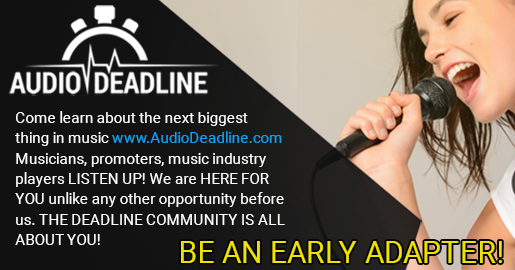 AUDIO DEADLINE
Come learn about the next biggest
thing in music www.AudioDeadline.com
Musicians, promoters, music industry
players LISTEN UP! We are HERE FOR
YOU unlike any other opportunity before
us. THE DEADLINE COMMUNITY IS ALL
ABOUT YOU!
BE AN EARLY ADAPTER!